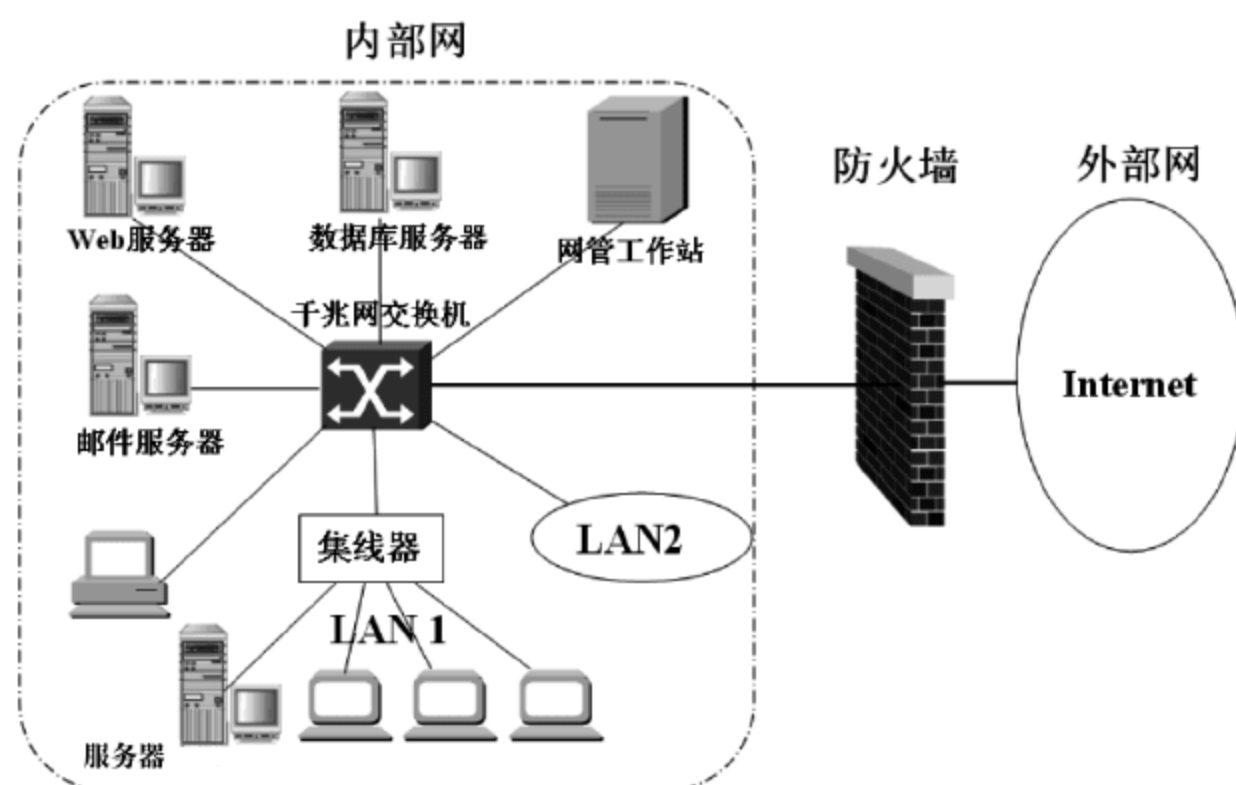 内部网
防火墙
外部网
Web服务器
数据库服务器
网管工作站
千兆网交换机
Internet
邮件服务器
集线器
LAN2
LAN 1
服务器